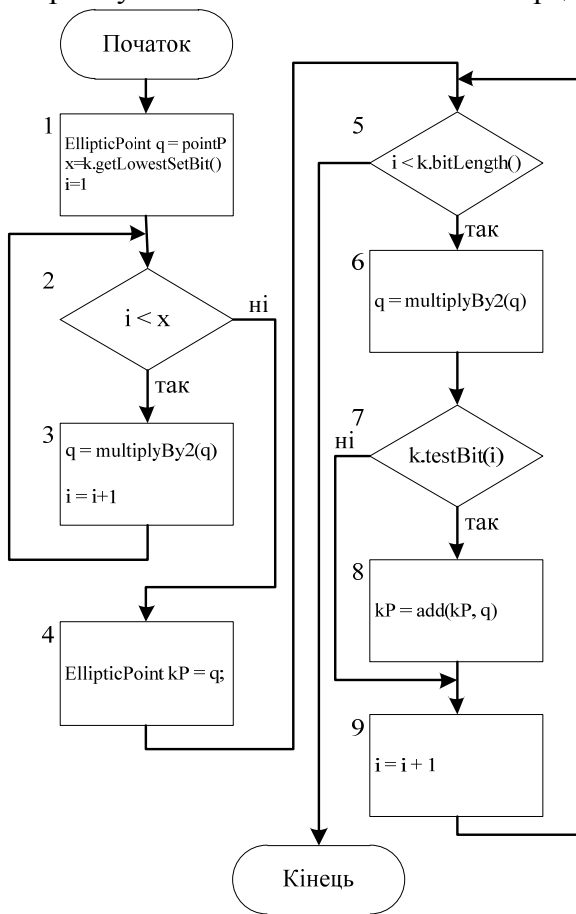 Початок
1
EllipticPoint q = pointP
x=k.getLowestSetBit()
i=1
2
i < x
ні
так
3
q = multiplyBy2(q)
i = i+1
4
EllipticPoint kP = q;
5
i < k.bitLength()
так
6
q = multiplyBy2(q)
7
ні
k.testBit(i)
так
8
kP = add(kP, q)
9
i = i + 1
Кінець